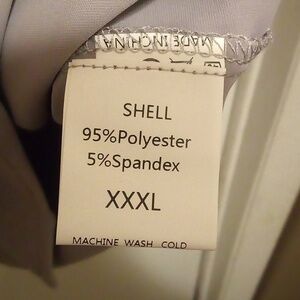 MADE IN CHINA
SHELL
95%Polyester
5%Spandex
XXXL
MACHINE WASH COLD